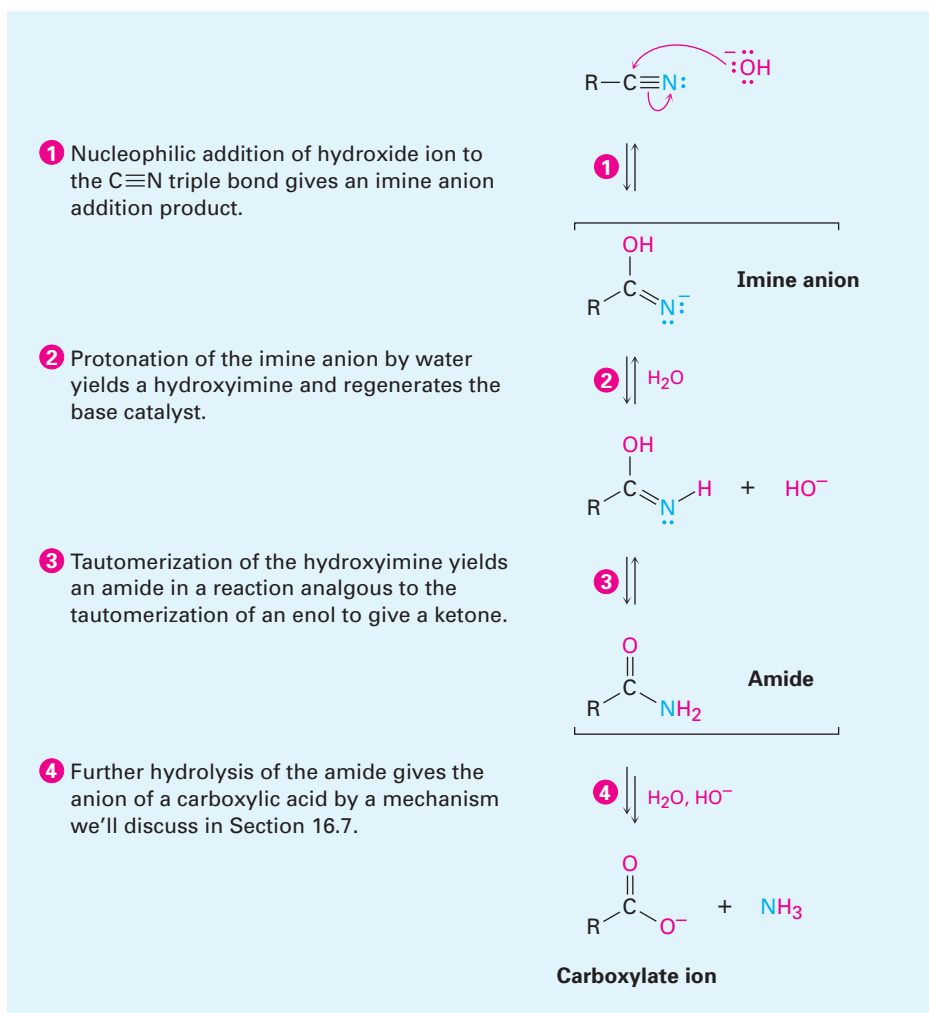 − :ÖH
R—C≡N:
1 Nucleophilic addition of hydroxide ion to
the C≡N triple bond gives an imine anion
addition product.
1
OH
C
R N:−
Imine anion
2 Protonation of the imine anion by water
yields a hydroxyimine and regenerates the
base catalyst.
2 H₂O
OH
C H + HO⁻
R N
3 Tautomerization of the hydroxyimine yields
an amide in a reaction analgous to the
tautomerization of an enol to give a ketone.
3
O
C
R NH₂
Amide
4 Further hydrolysis of the amide gives the
anion of a carboxylic acid by a mechanism
we’ll discuss in Section 16.7.
4 H₂O, HO⁻
O
C
R O⁻ + NH₃
Carboxylate ion